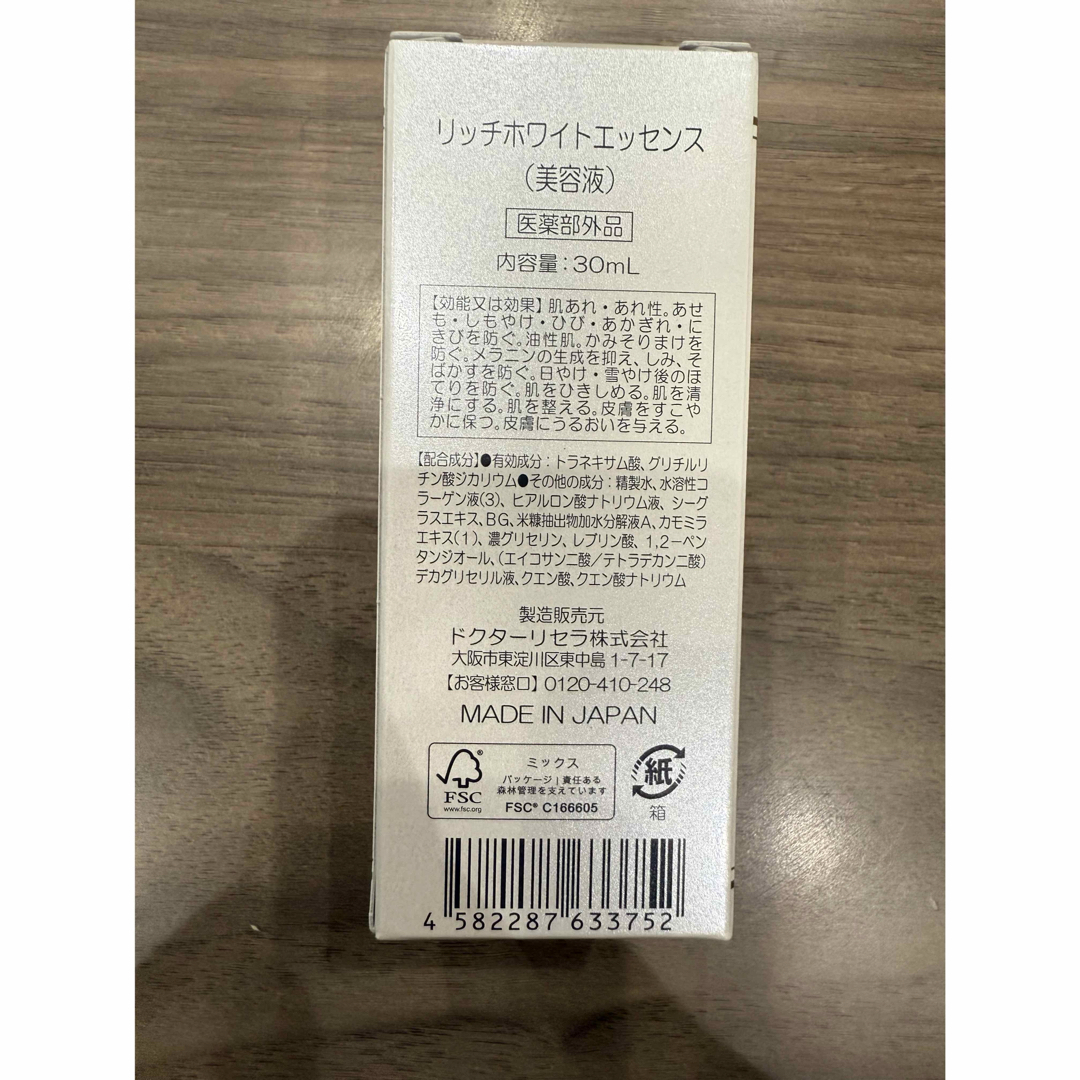 リッチホワイトエッセンス
（美容液）
医薬部外品
内容量：30mL
【効能又は効果】肌あれ・あれ性。あせ
も・しもやけ・ひび・あかぎれ・に
きびを防ぐ。油性肌。かみそりまけを
防ぐ。メラニンの生成を抑え、しみ、そ
ばかすを防ぐ。日やけ・雪やけ後のほ
てりを防ぐ。肌をひきしめる。肌を清
浄にする。肌を整える。皮膚をすこや
かに保つ。皮膚にうるおいを与える。
【配合成分】●有効成分：トラネキサム酸、グリチルリ
チン酸ジカリウム●その他の成分：精製水、水溶性コ
ラーゲン液(3)、ヒアルロン酸ナトリウム液、シーグ
ラスエキス、BG、米糠抽出物加水分解液A、カモミラ
エキス(1)、濃グリセリン、レブリン酸、1,2-ペン
タンジオール、(エイコサン二酸／テトラデカン二酸)
デカグリセリル液、クエン酸、クエン酸ナトリウム
製造販売元
ドクターリセラ株式会社
大阪市東淀川区東中島1-7-17
【お客様窓口】0120-410-248
MADE IN JAPAN
FSC®
www.fsc.org
ミックス
パッケージ｜責任ある
森林管理を支えています
FSC® C166605
紙
箱
4 582287 633752